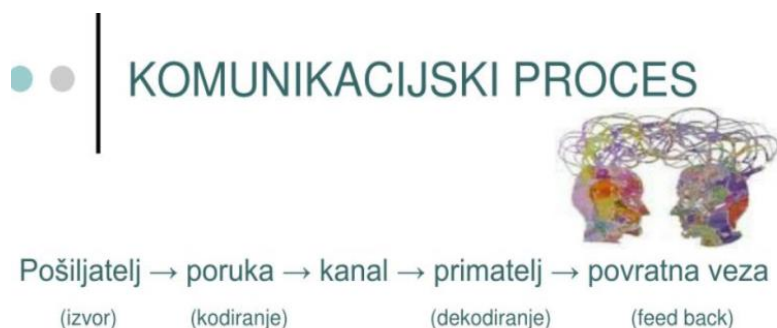 KOMUNIKACIJSKI PROCES
Pošiljatelj → poruka → kanal → primatelj → povratna veza
(izvor) (kodiranje) (dekodiranje) (feed back)